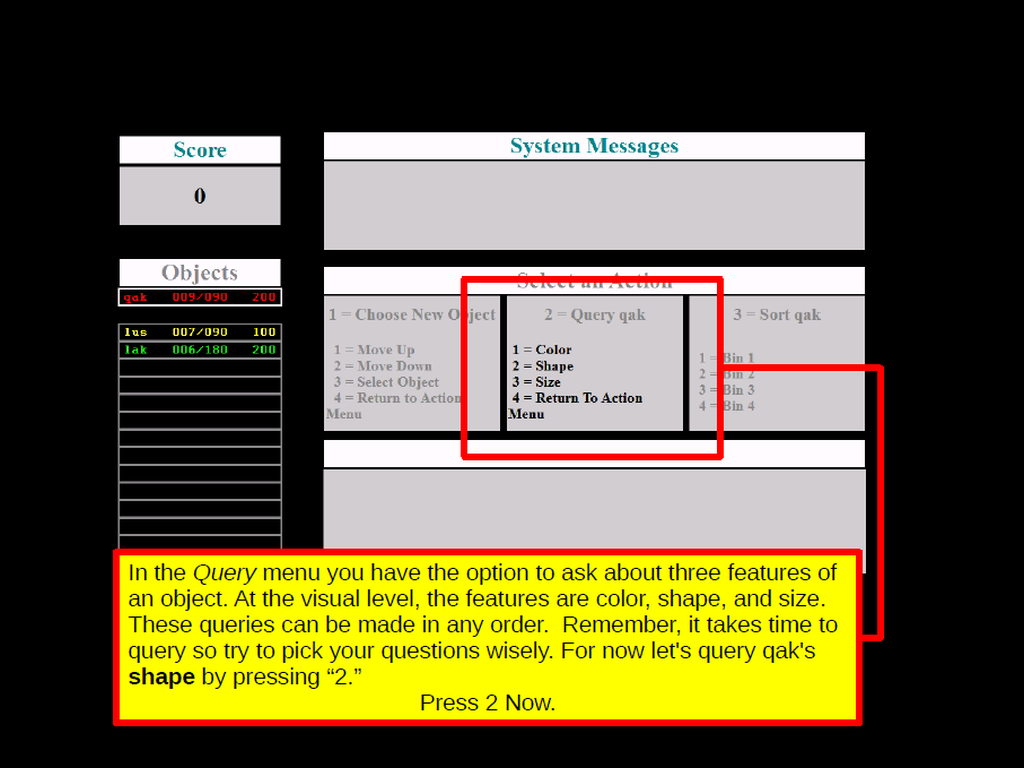 Score
0
System Messages
Objects
qak 009/090 200
lus 007/090 100
lak 006/180 200
Select an Action
1 = Choose New Object
1 = Move Up
2 = Move Down
3 = Select Object
4 = Return to Action
Menu
2 = Query qak
1 = Color
2 = Shape
3 = Size
4 = Return To Action
Menu
3 = Sort qak
1 = Bin 1
2 = Bin 2
3 = Bin 3
4 = Bin 4
In the Query menu you have the option to ask about three features of
an object. At the visual level, the features are color, shape, and size.
These queries can be made in any order.  Remember, it takes time to
query so try to pick your questions wisely. For now let's query qak's
shape by pressing “2.”
Press 2 Now.